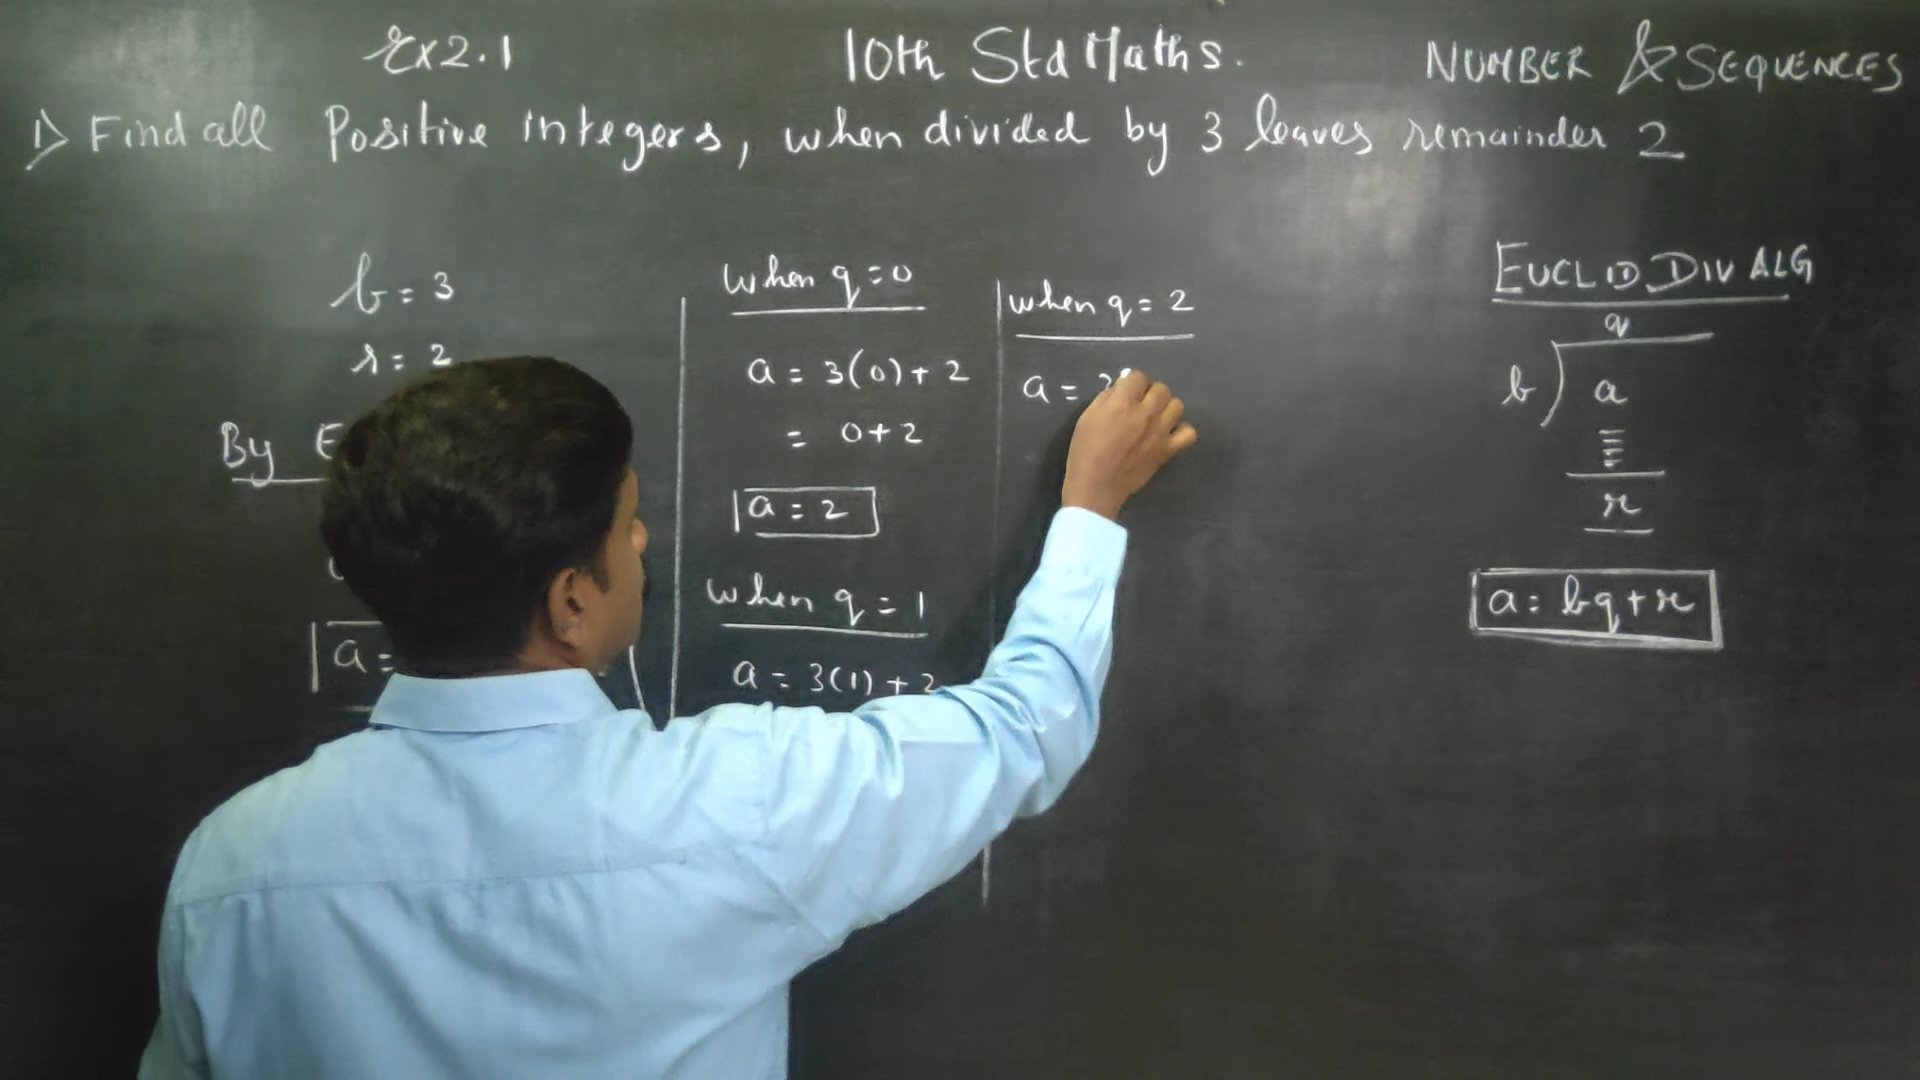 Ex 2.1
10th Std Maths.
NUMBER & SEQUENCES
1) Find all Positive integers, when divided by 3 leaves remainder 2
b = 3
r = 2
By
a =
when q = 0
a = 3(0) + 2
= 0 + 2
a = 2
when q = 1
a = 3(1) + 2
when q = 2
a =
EUCLID DIV ALG
q
b) a
r
a = bq + r